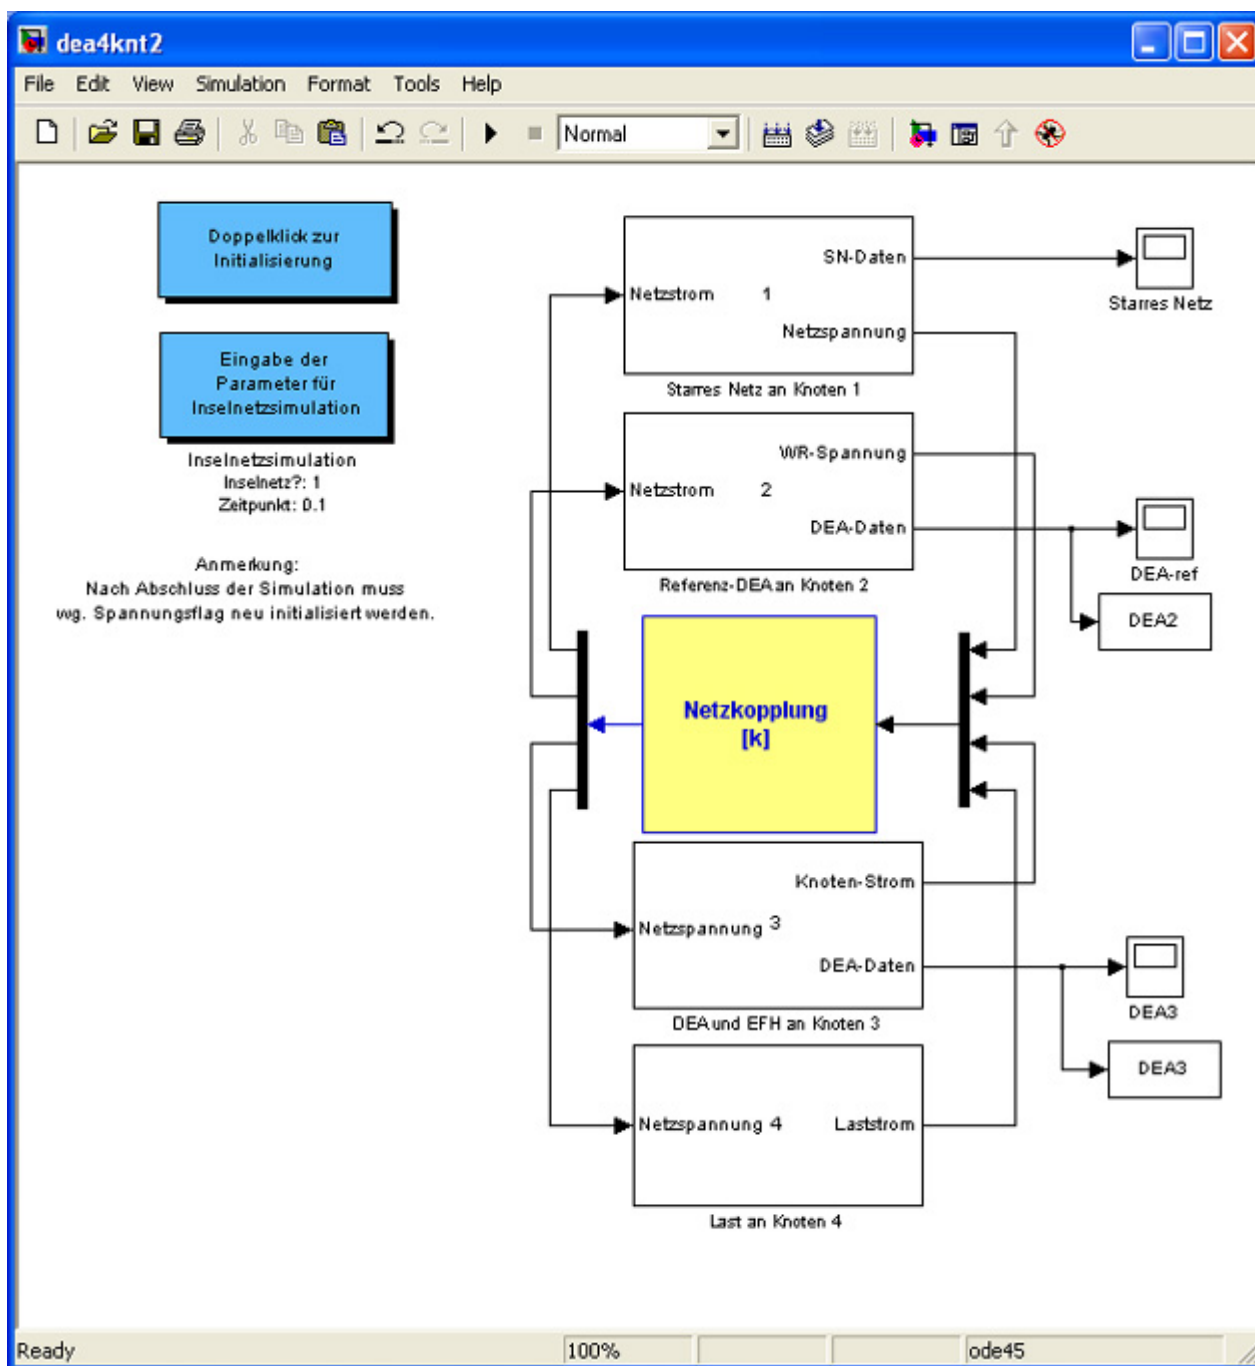 dea4knt2
File Edit View Simulation Format Tools Help
Normal
Doppelklick zur
Initialisierung
Eingabe der
Parameter für
Inselnetzsimulation
Inselnetzsimulation
Inselnetz?: 1
Zeitpunkt: 0.1
Anmerkung:
Nach Abschluss der Simulation muss
wg. Spannungsflag neu initialisiert werden.
SN-Daten
Netzstrom 1
Netzspannung
Starres Netz an Knoten 1
Starres Netz
WR-Spannung
Netzstrom 2
DEA-Daten
Referenz-DEA an Knoten 2
DEA-ref
DEA2
Netzkopplung
[k]
Knoten-Strom
Netzspannung 3
DEA-Daten
DEA und EFH an Knoten 3
DEA3
DEA3
Netzspannung 4 Laststrom
Last an Knoten 4
Ready 100% ode45